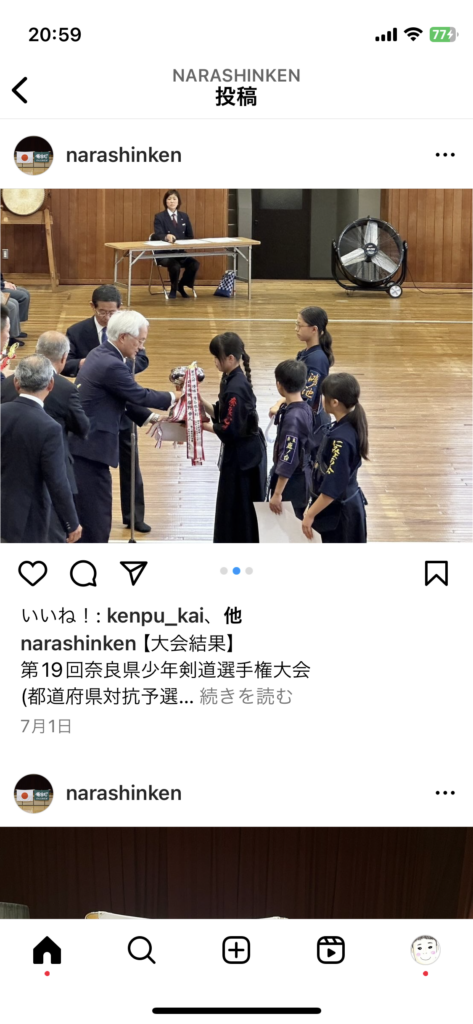 20:59
77
NARASHINKEN
投稿
narashinken
いいね！: kenpu_kai、他
narashinken【大会結果】
第19回奈良県少年剣道選手権大会
(都道府県対抗予選... 続きを読む
7月1日
narashinken